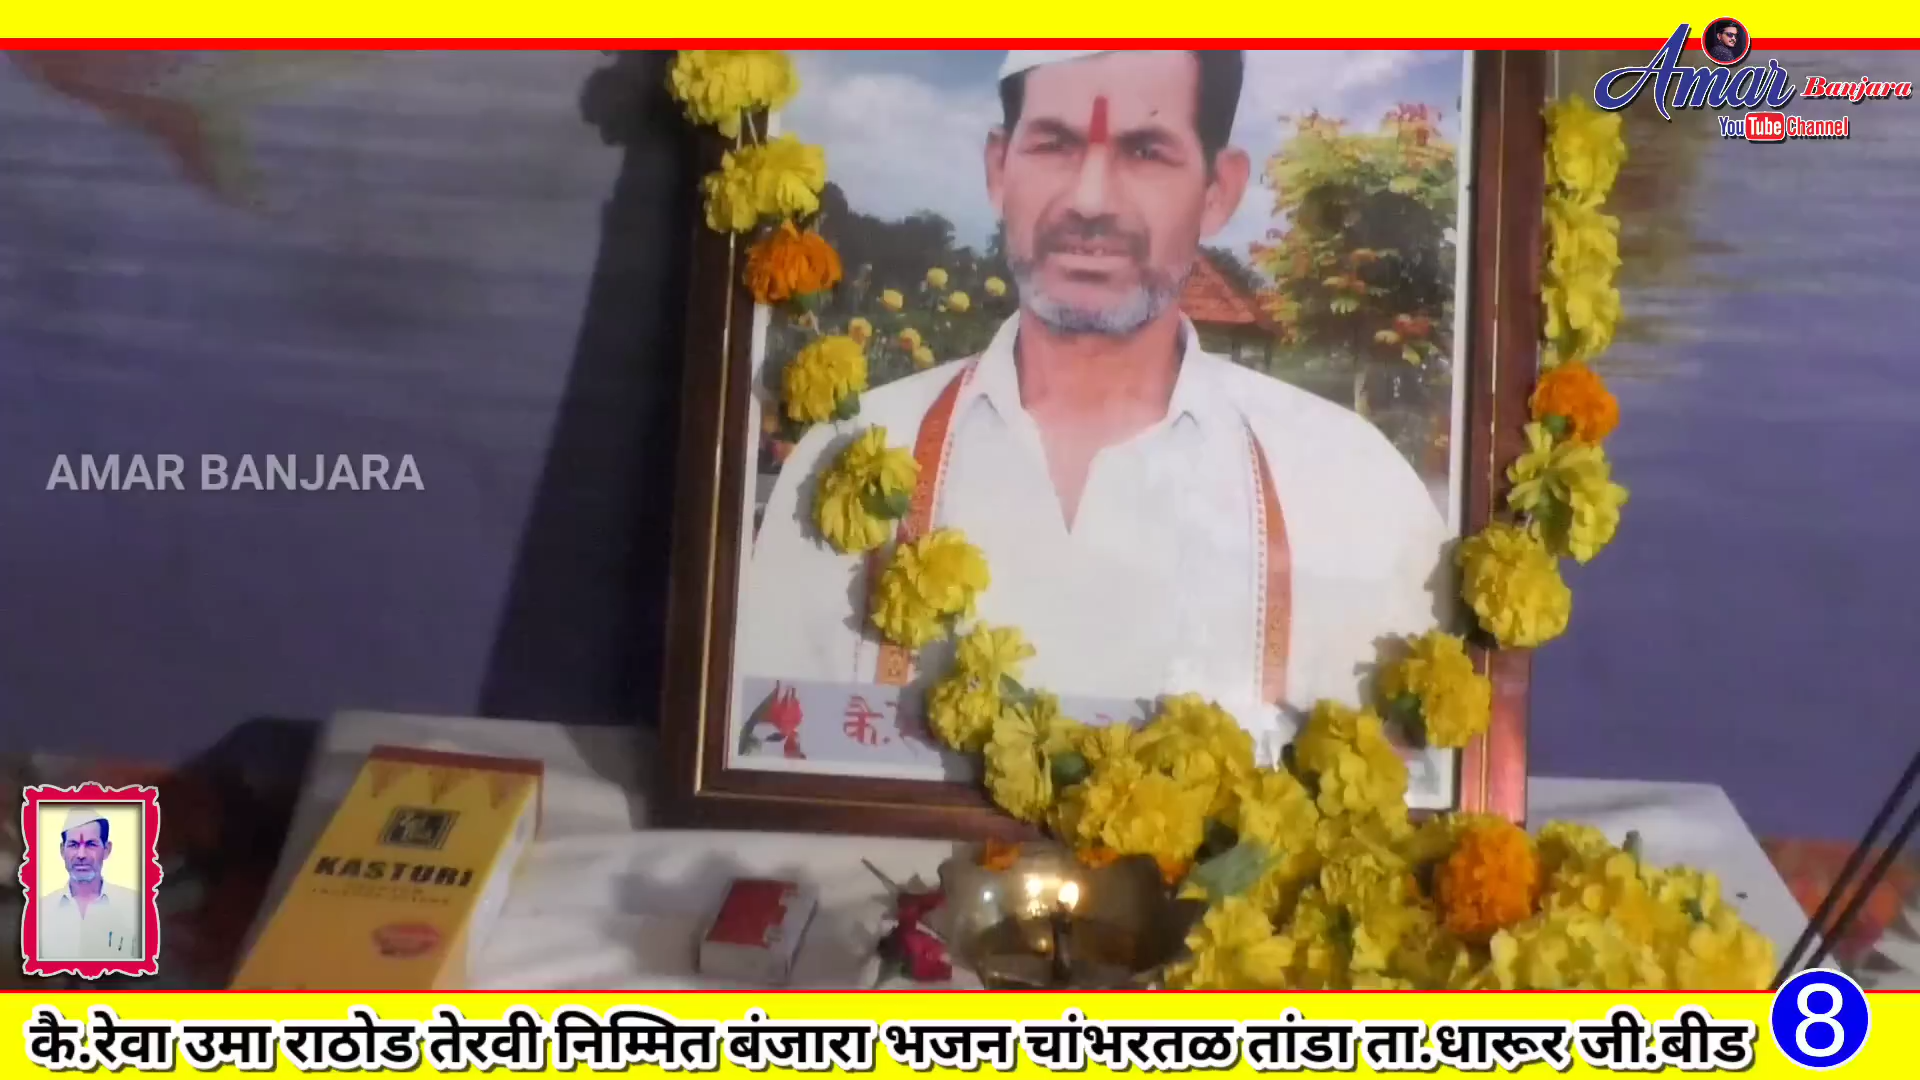 Amar Banjara
YouTube Channel
AMAR BANJARA
कै.रे
KASTURI
कै.रेवा उमा राठोड तेरवी निम्मित बंजारा भजन चांभरतळ तांडा ता.धारूर जी.बीड
8